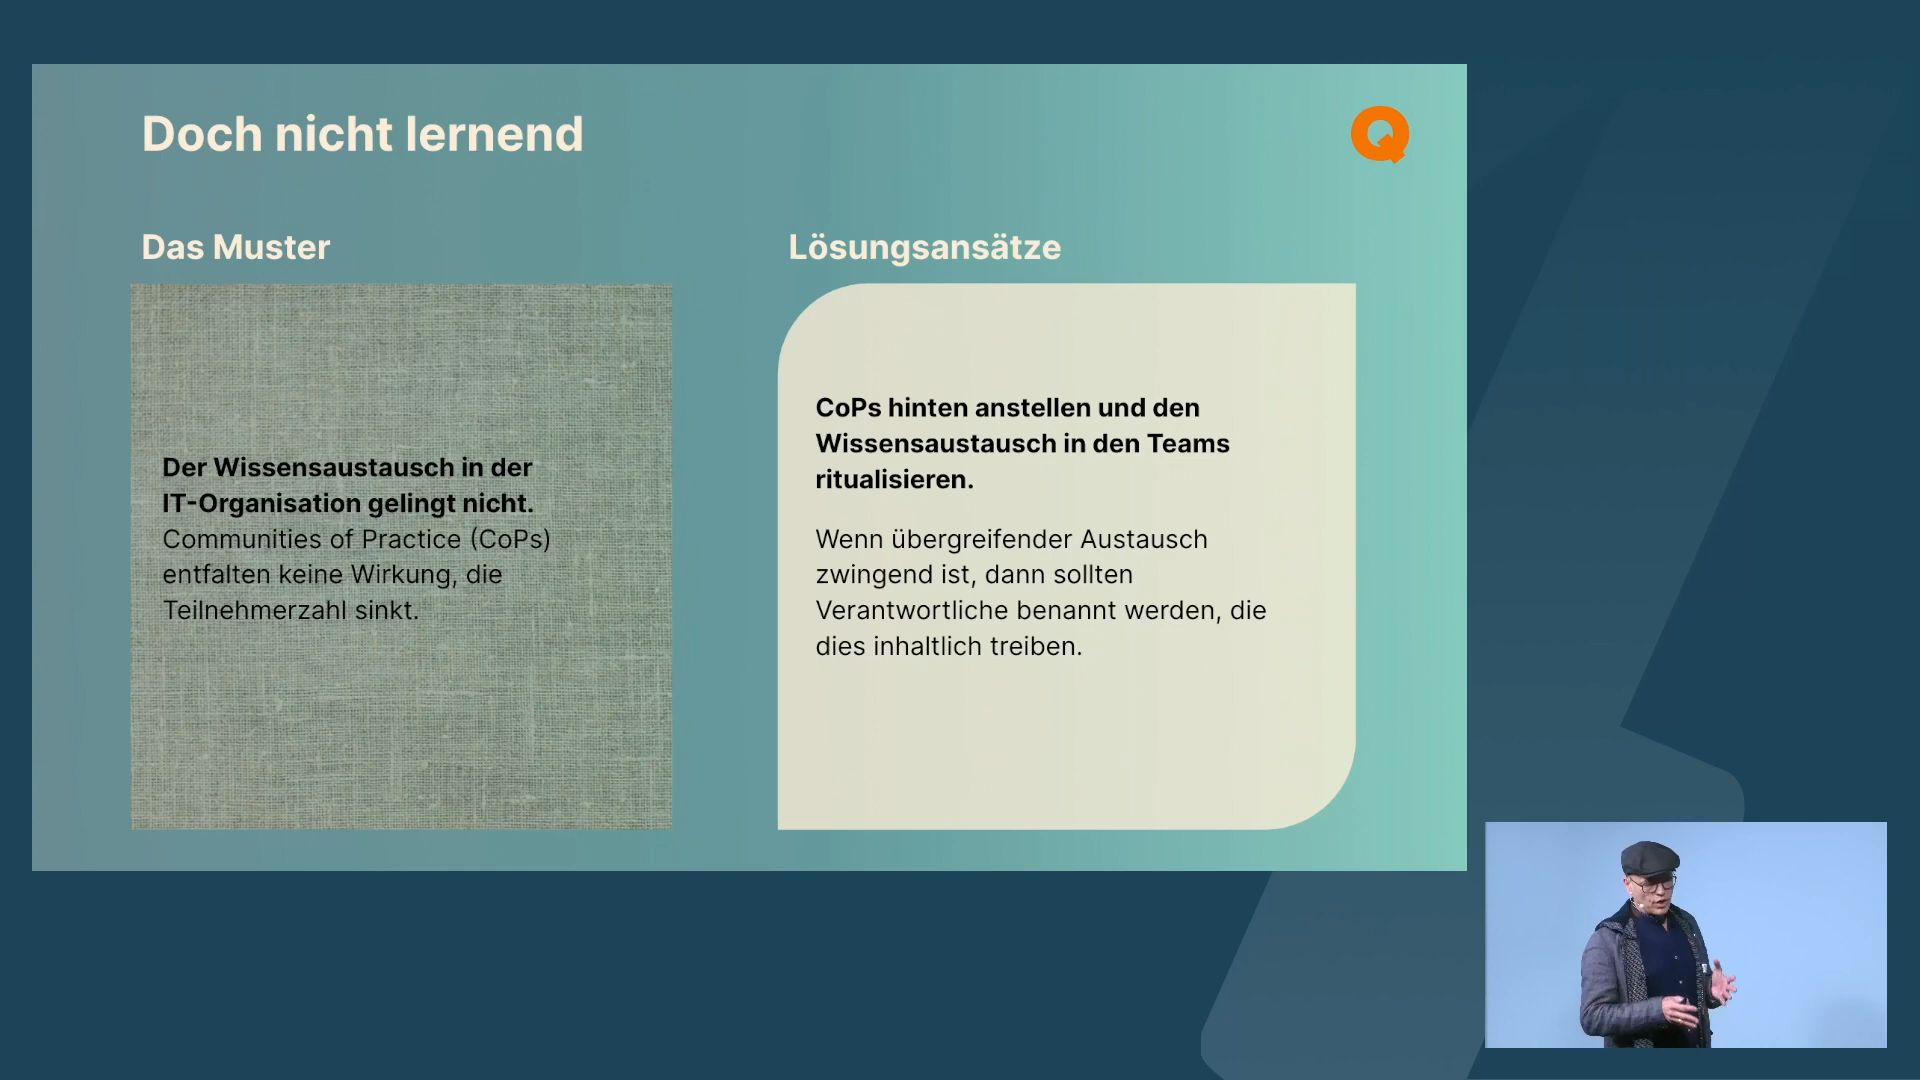 Doch nicht lernend
Das Muster
Der Wissensaustausch in der
IT-Organisation gelingt nicht.
Communities of Practice (CoPs)
entfalten keine Wirkung, die
Teilnehmerzahl sinkt.
Lösungsansätze
CoPs hinten anstellen und den
Wissensaustausch in den Teams
ritualisieren.
Wenn übergreifender Austausch
zwingend ist, dann sollten
Verantwortliche benannt werden, die
dies inhaltlich treiben.